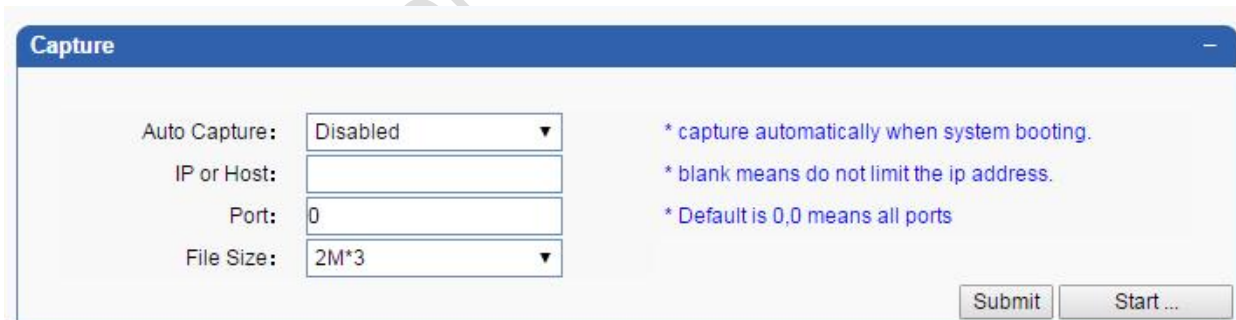 Capture
Auto Capture: Disabled * capture automatically when system booting.
IP or Host: * blank means do not limit the ip address.
Port: 0 * Default is 0,0 means all ports
File Size: 2M*3
Submit Start ...